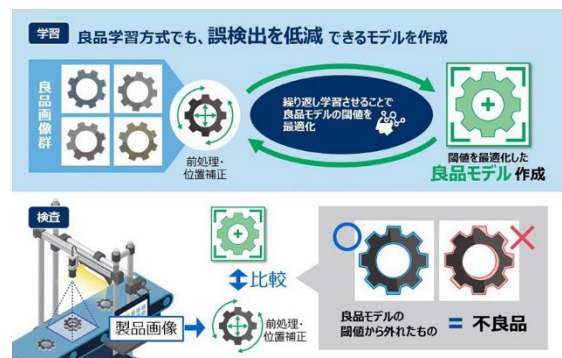 学習
良品学習方式でも、誤検出を低減できるモデルを作成
良品画像群
前処理・
位置補正
繰り返し学習させることで
良品モデルの閾値を
最適化
閾値を最適化した
良品モデル作成
検査
製品画像
比較
前処理・
位置補正
良品モデルの
閾値から外れたもの
= 不良品